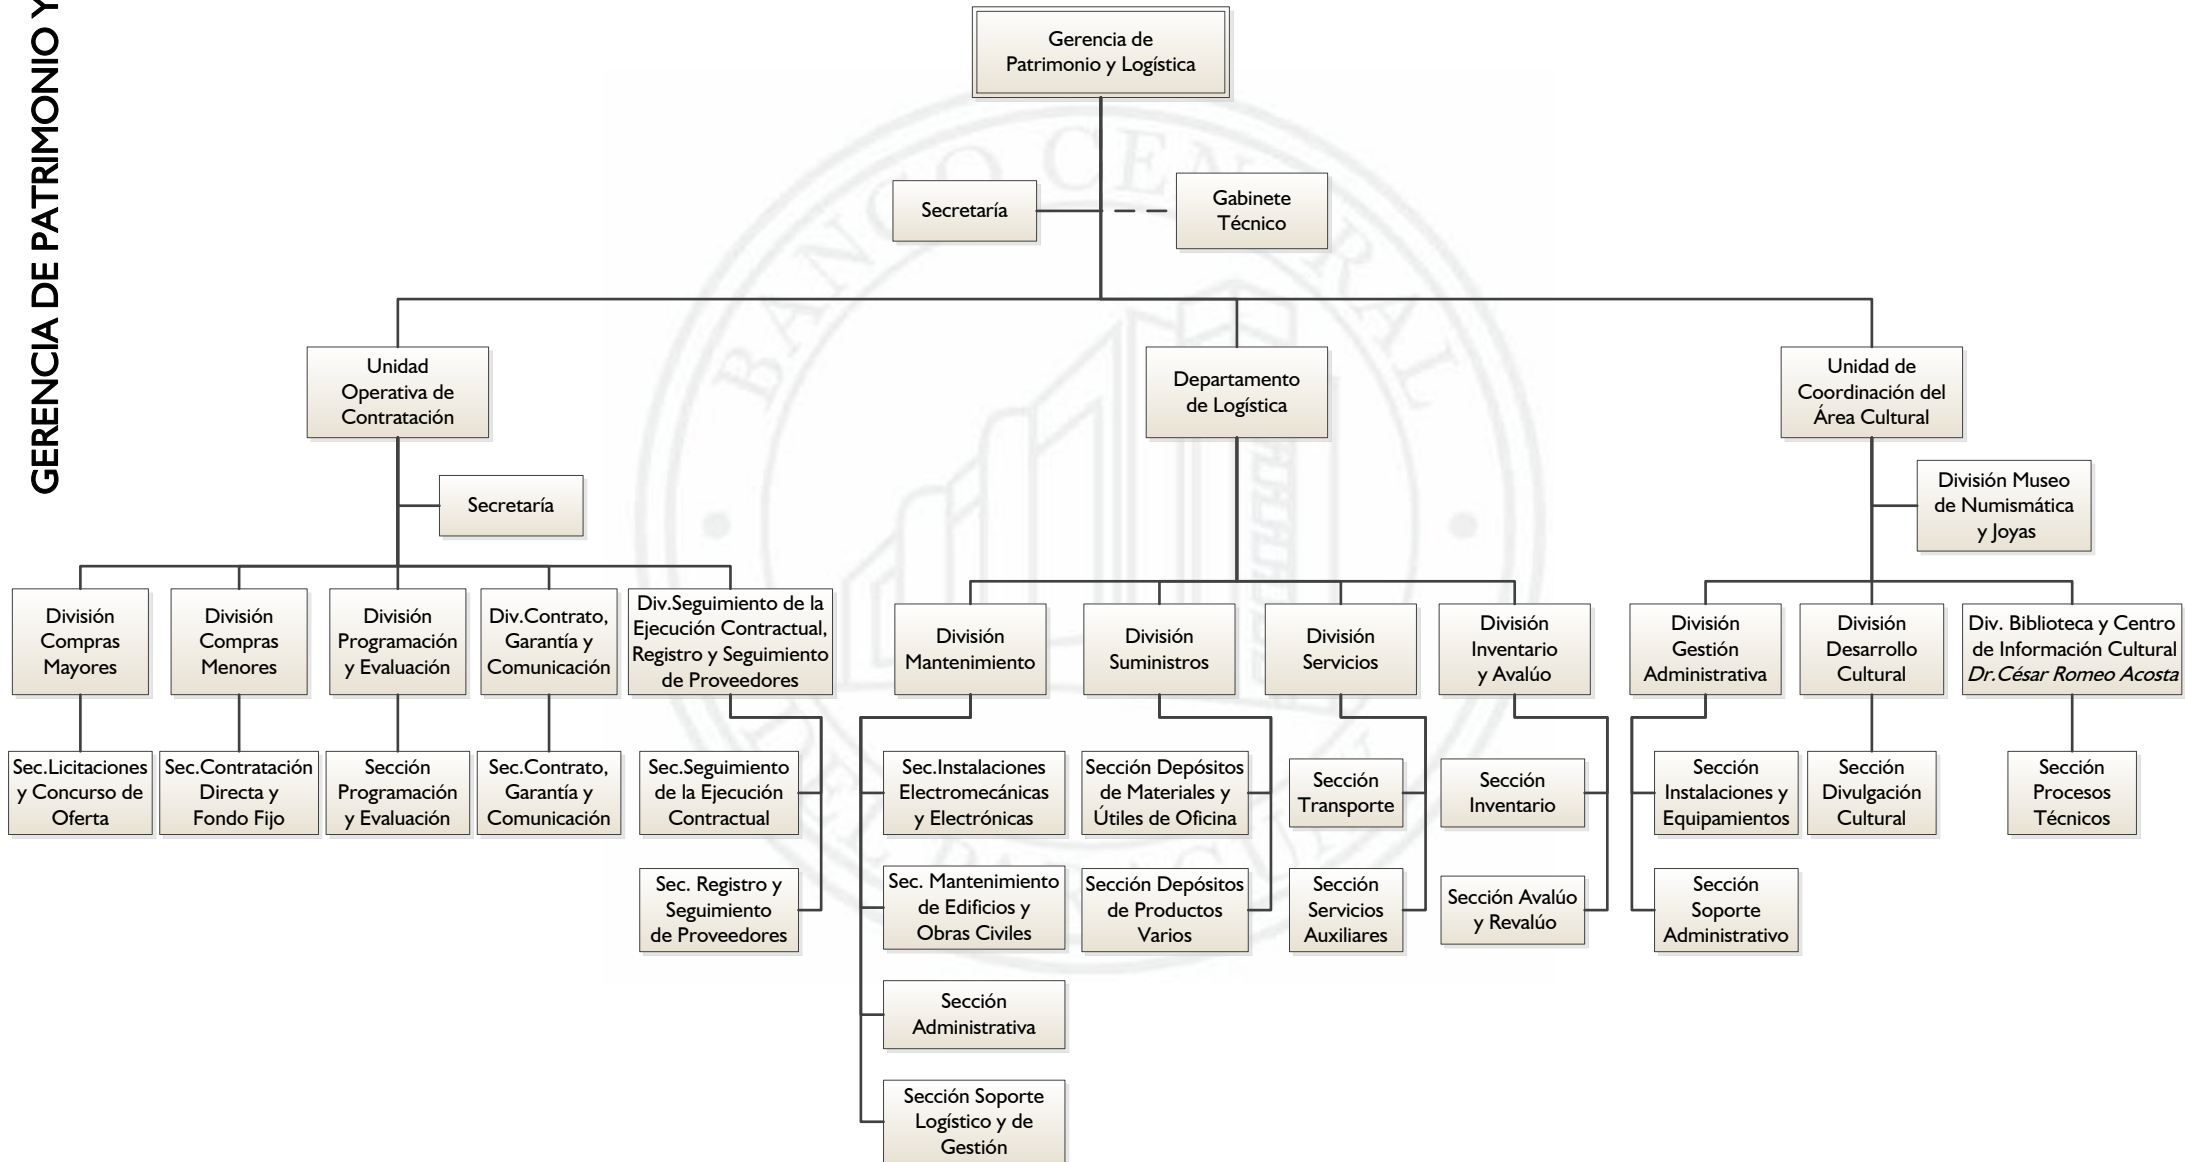 GERENCIA DE PATRIMONIO Y
Gerencia de
Patrimonio y Logística
Secretaría
Gabinete
Técnico
Unidad
Operativa de
Contratación
Departamento
de Logística
Unidad de
Coordinación del
Área Cultural
Secretaría
División Museo
de Numismática
y Joyas
División
Compras
Mayores
División
Compras
Menores
División
Programación
y Evaluación
Div.Contrato,
Garantía y
Comunicación
Div.Seguimiento de la
Ejecución Contractual,
Registro y Seguimiento
de Proveedores
División
Mantenimiento
División
Suministros
División
Servicios
División
Inventario
y Avalúo
División
Gestión
Administrativa
División
Desarrollo
Cultural
Div. Biblioteca y Centro
de Información Cultural
Dr.César Romeo Acosta
Sec.Licitaciones
y Concurso de
Oferta
Sec.Contratación
Directa y
Fondo Fijo
Sección
Programación
y Evaluación
Sec.Contrato,
Garantía y
Comunicación
Sec.Seguimiento
de la Ejecución
Contractual
Sec.Instalaciones
Electromecánicas
y Electrónicas
Sección Depósitos
de Materiales y
Útiles de Oficina
Sección
Transporte
Sección
Inventario
Sección
Instalaciones y
Equipamientos
Sección
Divulgación
Cultural
Sección
Procesos
Técnicos
Sec. Registro y
Seguimiento
de Proveedores
Sec. Mantenimiento
de Edificios y
Obras Civiles
Sección Depósitos
de Productos
Varios
Sección
Servicios
Auxiliares
Sección Avalúo
y Revalúo
Sección
Soporte
Administrativo
Sección
Administrativa
Sección Soporte
Logístico y de
Gestión
BANCO CENTRAL
DEL PARAGUAY